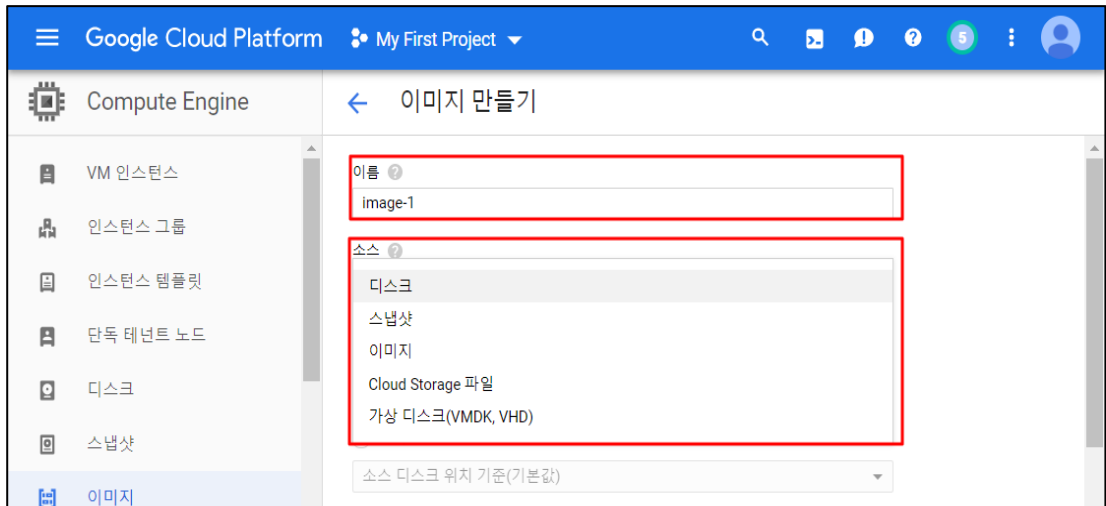 Google Cloud Platform My First Project 5
Compute Engine
이미지 만들기
VM 인스턴스
인스턴스 그룹
인스턴스 템플릿
단독 테넌트 노드
디스크
스냅샷
이미지
이름
image-1
소스
디스크
스냅샷
이미지
Cloud Storage 파일
가상 디스크(VMDK, VHD)
소스 디스크 위치 기준(기본값)